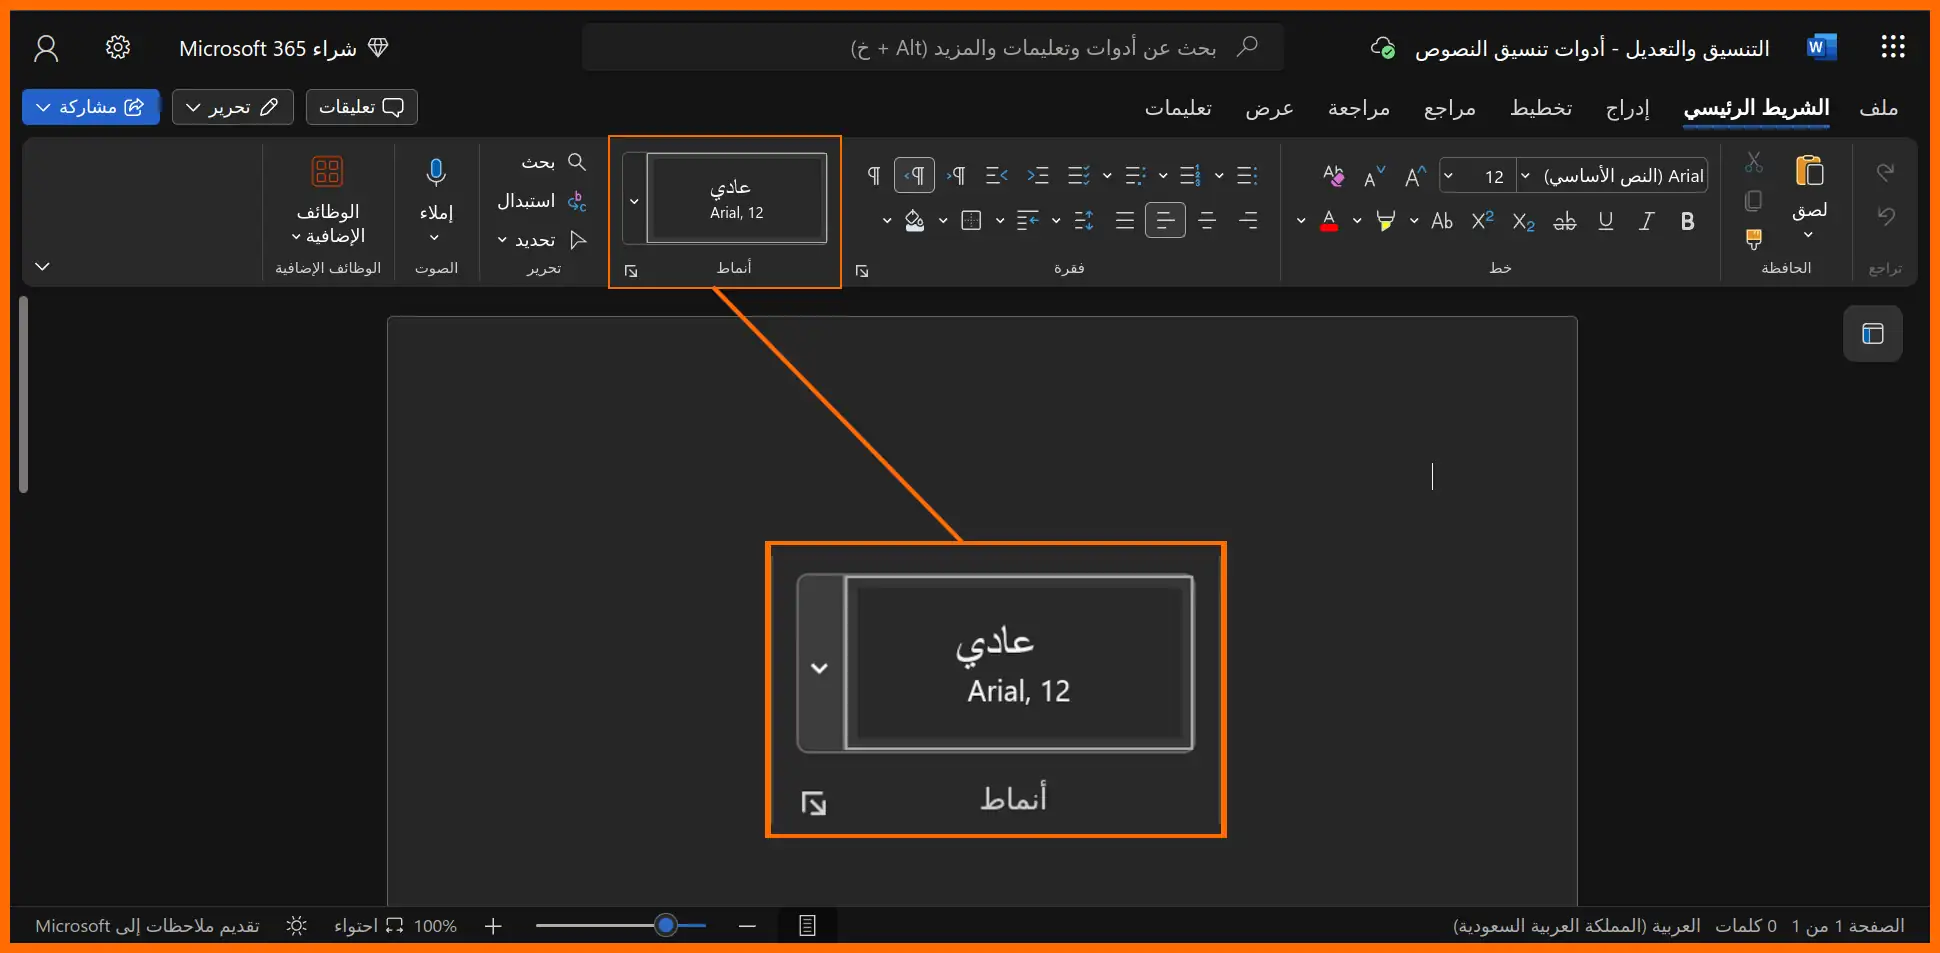 التنسيق والتعديل - أدوات تنسيق النصوص
بحث عن أدوات وتعليمات والمزيد (Alt + خ)
شراء Microsoft 365
ملف
الشريط الرئيسي
إدراج
تخطيط
مراجع
مراجعة
عرض
تعليمات
تعليقات
تحرير
مشاركة
تراجع
لصق
الحافظة
Arial (النص الأساسي)
12
خط
فقرة
عادي
Arial, 12
أنماط
بحث
استبدال
تحديد
تحرير
إملاء
الصوت
الوظائف
الإضافية
الوظائف الإضافية
عادي
Arial, 12
أنماط
الصفحة 1 من 1
0 كلمات
العربية (المملكة العربية السعودية)
100%
احتواء
تقديم ملاحظات إلى Microsoft